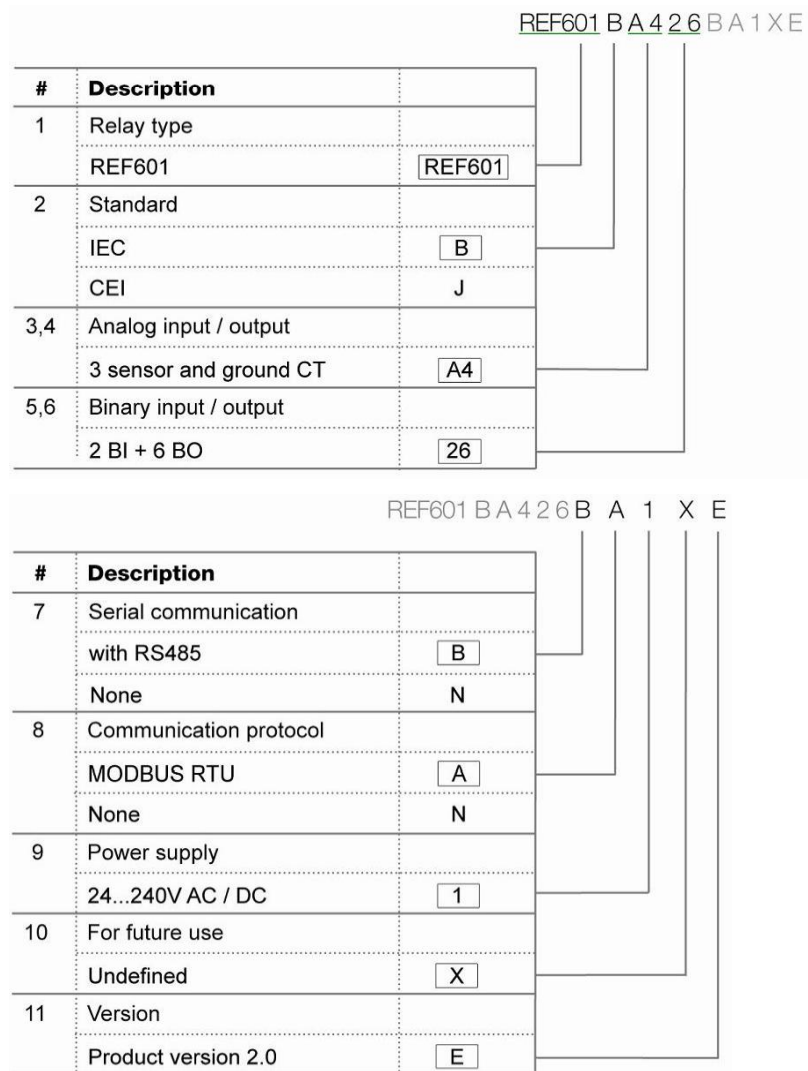 REF601 B A 4 2 6 B A 1 X E
# Description
1 Relay type
REF601 REF601
2 Standard
IEC B
CEI J
3,4 Analog input / output
3 sensor and ground CT A4
5,6 Binary input / output
2 BI + 6 BO 26
REF601 B A 4 2 6 B A 1 X E
# Description
7 Serial communication
with RS485 B
None N
8 Communication protocol
MODBUS RTU A
None N
9 Power supply
24...240V AC / DC 1
10 For future use
Undefined X
11 Version
Product version 2.0 E